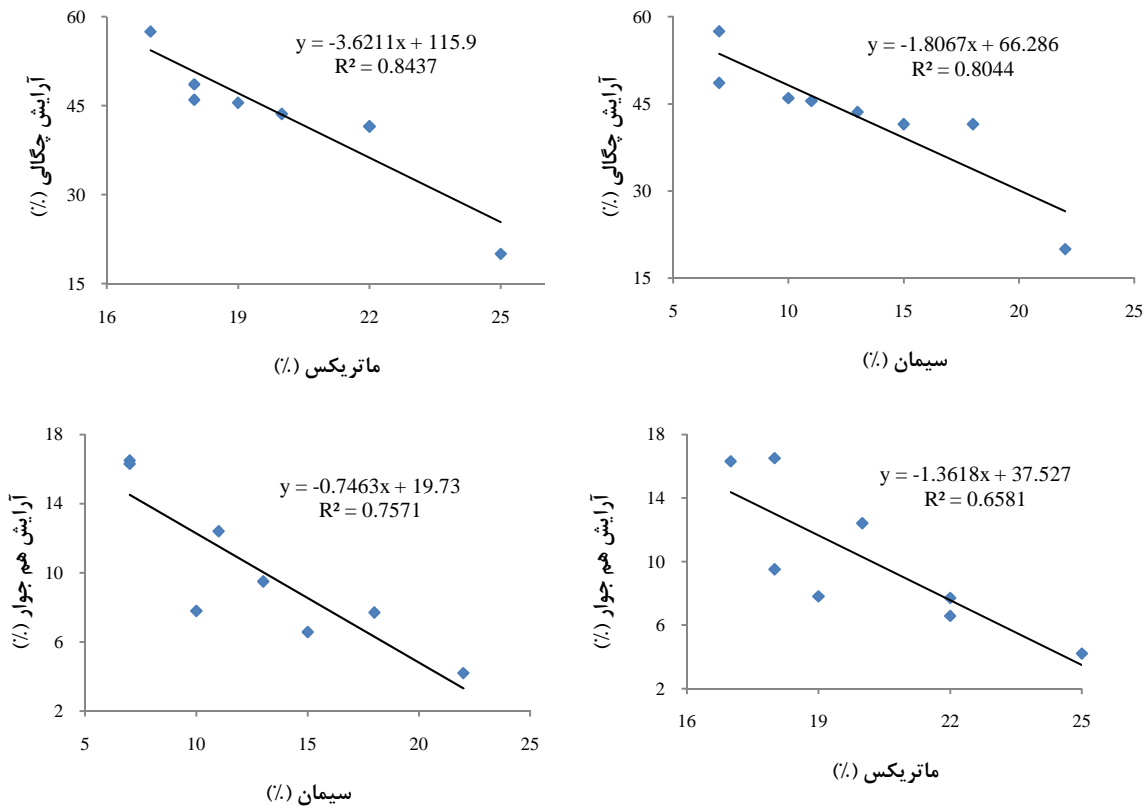 60
45
30
15
16
19
22
25
آرایش چگالی (٪)
ماتریکس (٪)
y = -3.6211x + 115.9
R² = 0.8437
60
45
30
15
5
10
15
20
25
آرایش چگالی (٪)
سیمان (٪)
y = -1.8067x + 66.286
R² = 0.8044
18
14
10
6
2
5
10
15
20
25
آرایش هم جوار (٪)
سیمان (٪)
y = -0.7463x + 19.73
R² = 0.7571
18
14
10
6
2
16
19
22
25
آرایش هم جوار (٪)
ماتریکس (٪)
y = -1.3618x + 37.527
R² = 0.6581